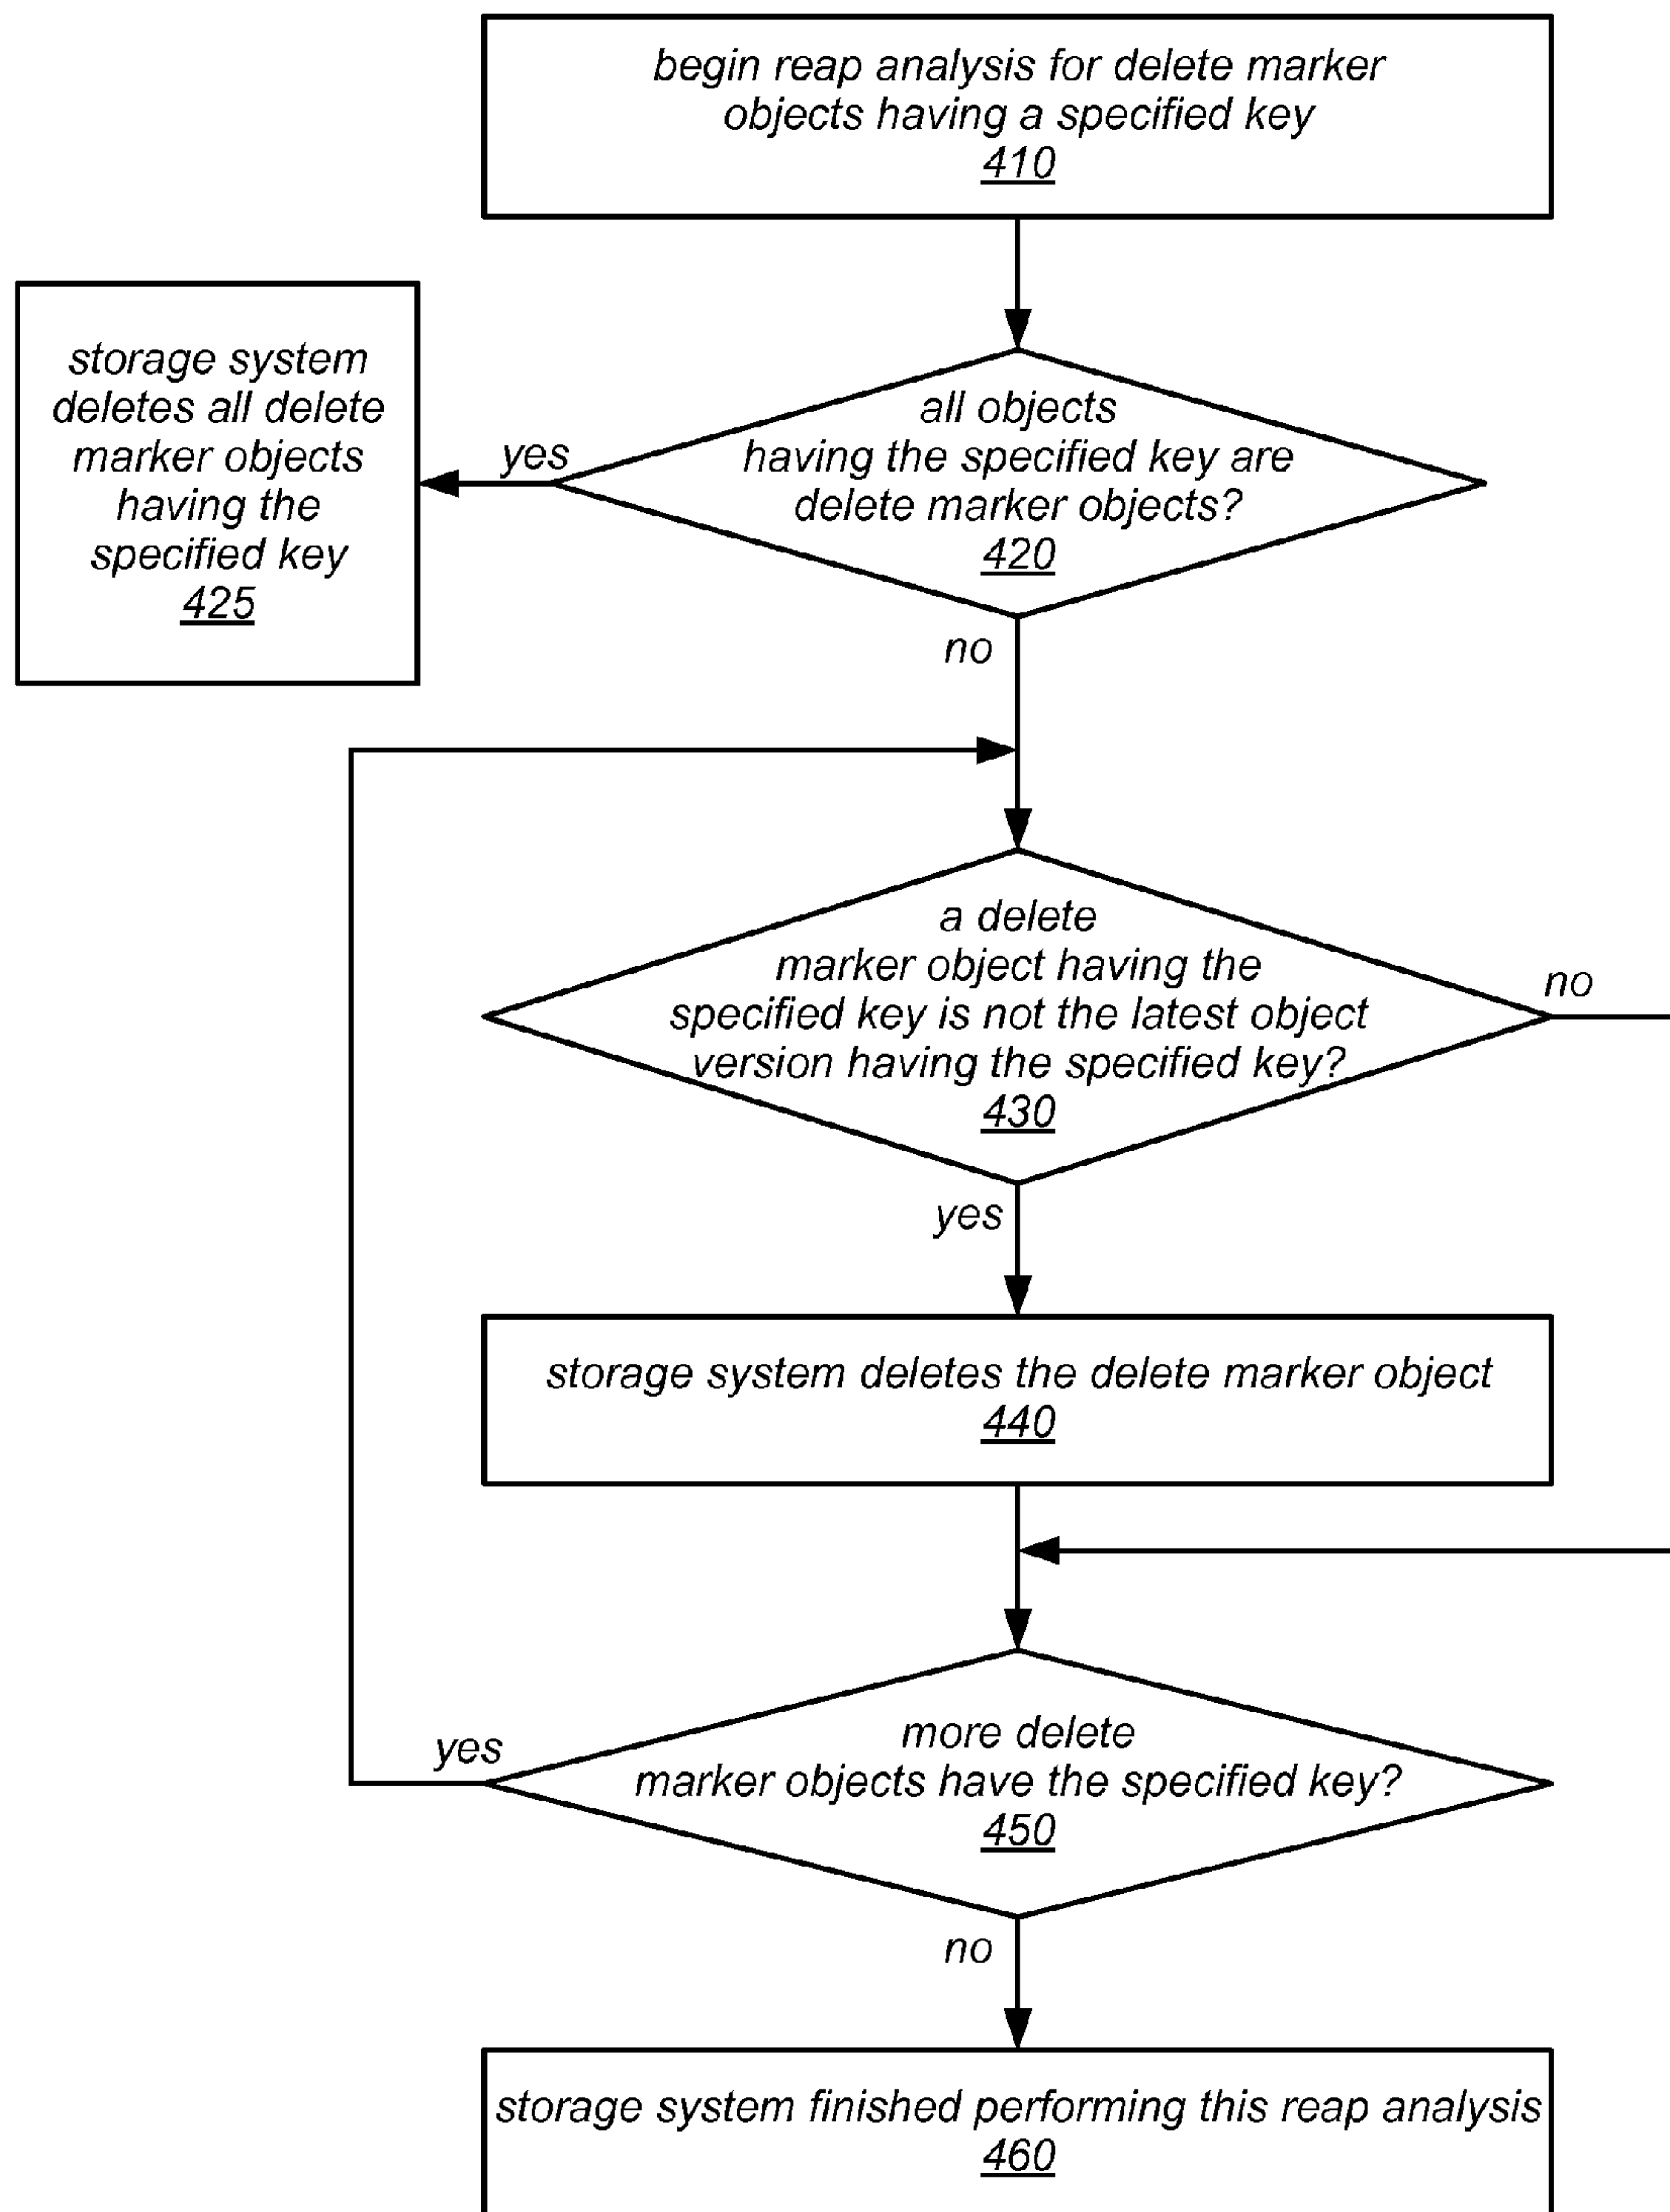 begin reap analysis for delete marker
objects having a specified key
410
storage system
deletes all delete
marker objects
having the
specified key
425
yes
all objects
having the specified key are
delete marker objects?
420
no
a delete
marker object having the
specified key is not the latest object
version having the specified key?
430
no
yes
storage system deletes the delete marker object
440
yes
more delete
marker objects have the specified key?
450
no
storage system finished performing this reap analysis
460